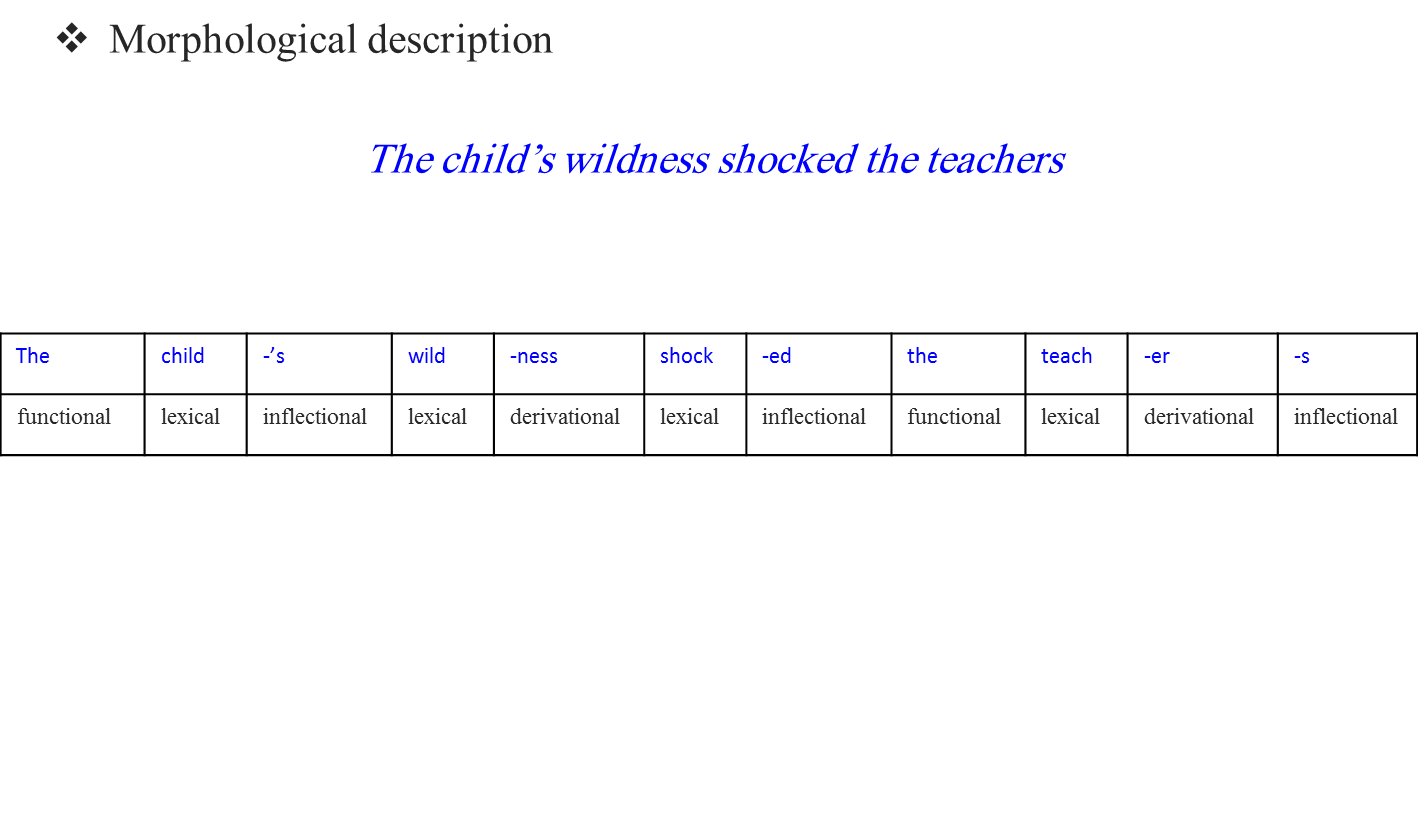 ❖ Morphological description
The child’s wildness shocked the teachers
The child -’s wild -ness shock -ed the teach -er -s
functional lexical inflectional lexical derivational lexical inflectional functional lexical derivational inflectional